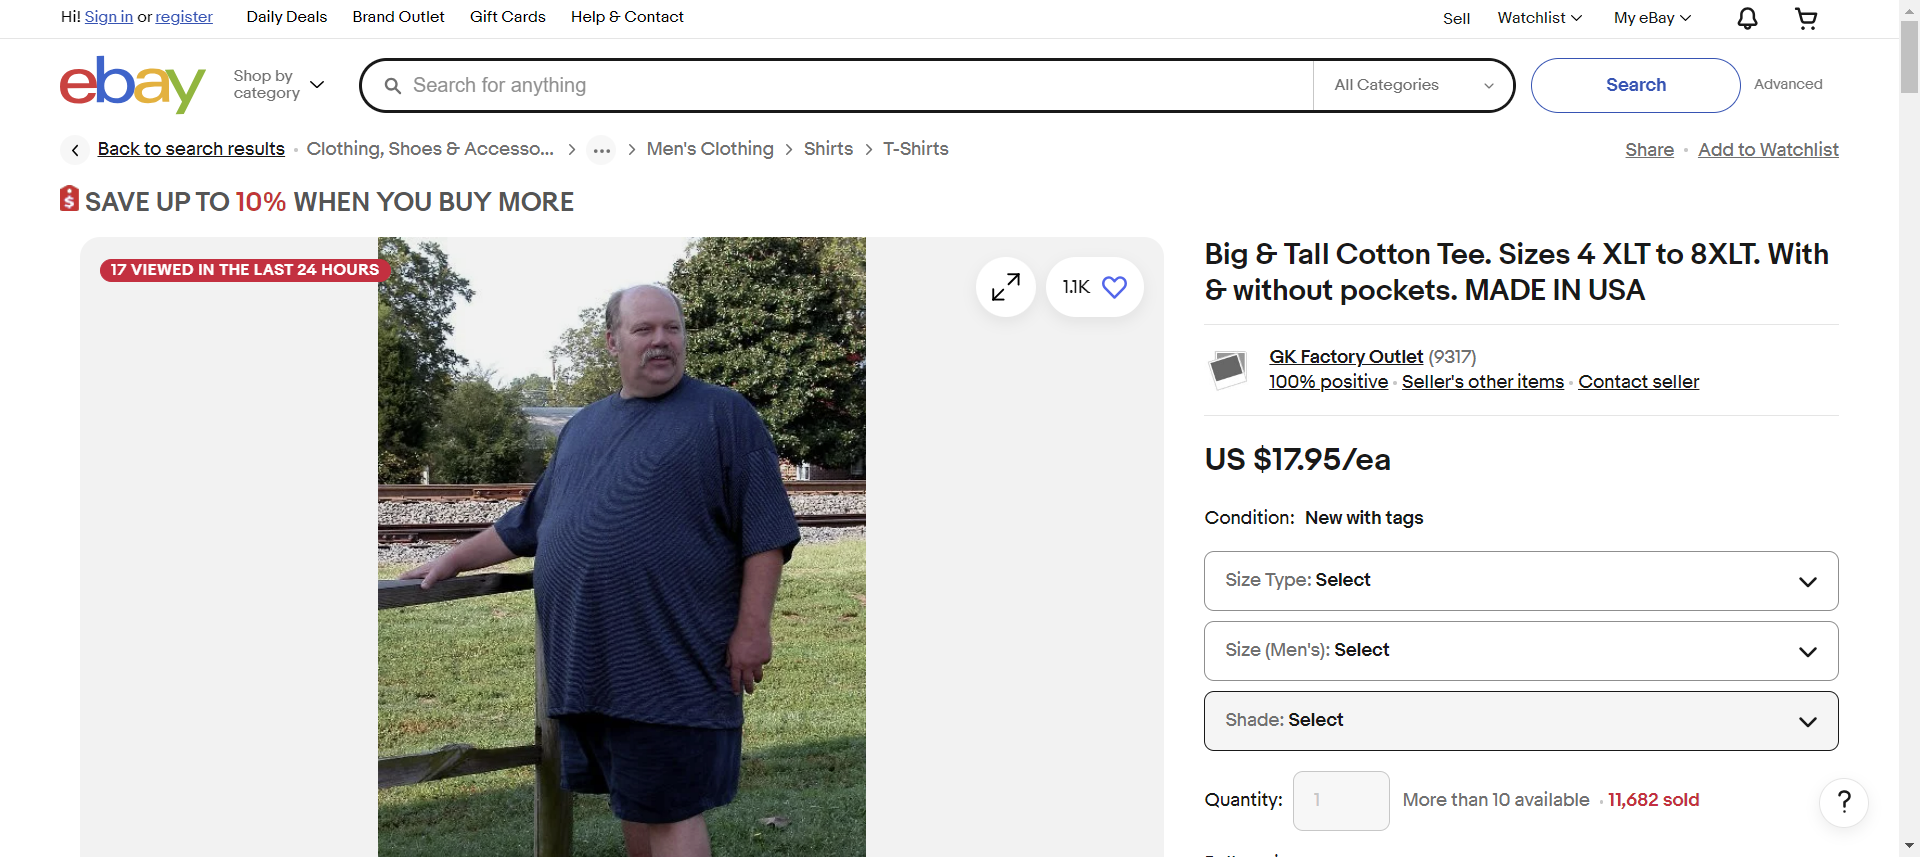 Hi! Sign in or register
Daily Deals
Brand Outlet
Gift Cards
Help & Contact
Sell
Watchlist
My eBay
ebay
Shop by
category
Search for anything
All Categories
Search
Advanced
Back to search results
Clothing, Shoes & Accesso...
...
Men's Clothing
Shirts
T-Shirts
Share
Add to Watchlist
$ SAVE UP TO 10% WHEN YOU BUY MORE
17 VIEWED IN THE LAST 24 HOURS
1.1K
Big & Tall Cotton Tee. Sizes 4 XLT to 8XLT. With
& without pockets. MADE IN USA
GK Factory Outlet (9317)
100% positive · Seller's other items · Contact seller
US $17.95/ea
Condition: New with tags
Size Type: Select
Size (Men's): Select
Shade: Select
Quantity: 1 More than 10 available · 11,682 sold
?